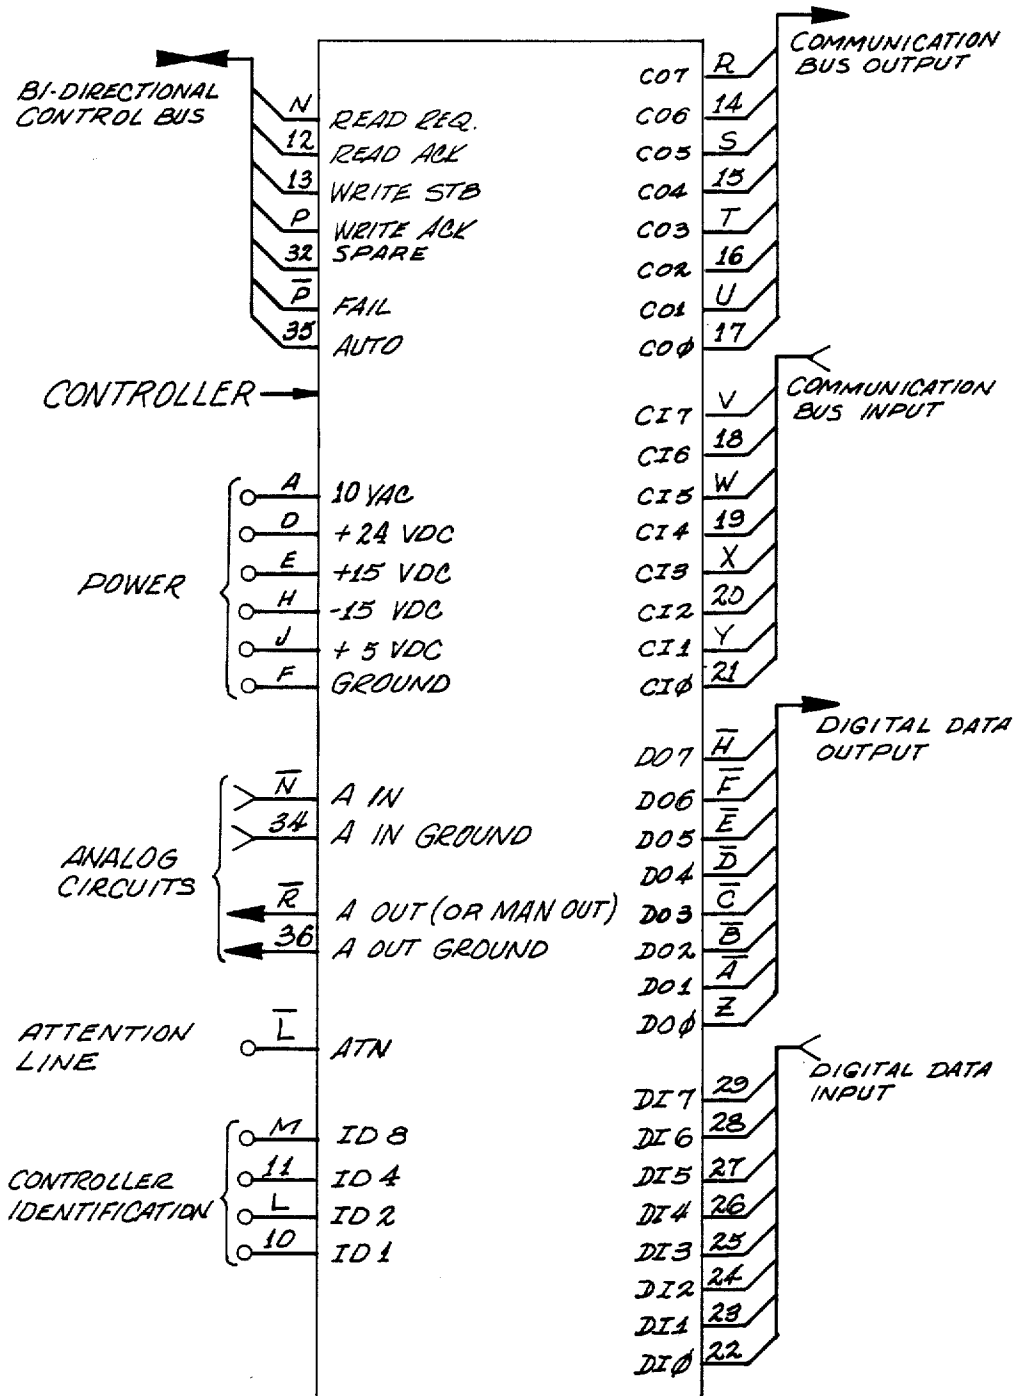 BI-DIRECTIONAL
CONTROL BUS
N READ REQ.
12 READ ACK
13 WRITE STB
P WRITE ACK
32 SPARE
P̅ FAIL
35 AUTO
CONTROLLER
POWER
A 10 VAC
D +24 VDC
E +15 VDC
H -15 VDC
J + 5 VDC
F GROUND
ANALOG
CIRCUITS
N̅ A IN
34 A IN GROUND
R̅ A OUT (OR MAN OUT)
36 A OUT GROUND
ATTENTION
LINE
L̅ ATN
CONTROLLER
IDENTIFICATION
M ID 8
11 ID 4
L ID 2
10 ID 1
COMMUNICATION
BUS OUTPUT
CO7 R
CO6 14
CO5 S
CO4 15
CO3 T
CO2 16
CO1 U
COφ 17
COMMUNICATION
BUS INPUT
CI7 V
CI6 18
CI5 W
CI4 19
CI3 X
CI2 20
CI1 Y
CIφ 21
DIGITAL DATA
OUTPUT
DO7 H̅
DO6 F̅
DO5 E̅
DO4 D̅
DO3 C̅
DO2 B̅
DO1 A̅
DOφ Z
DIGITAL DATA
INPUT
DI7 29
DI6 28
DI5 27
DI4 26
DI3 25
DI2 24
DI1 23
DIφ 22